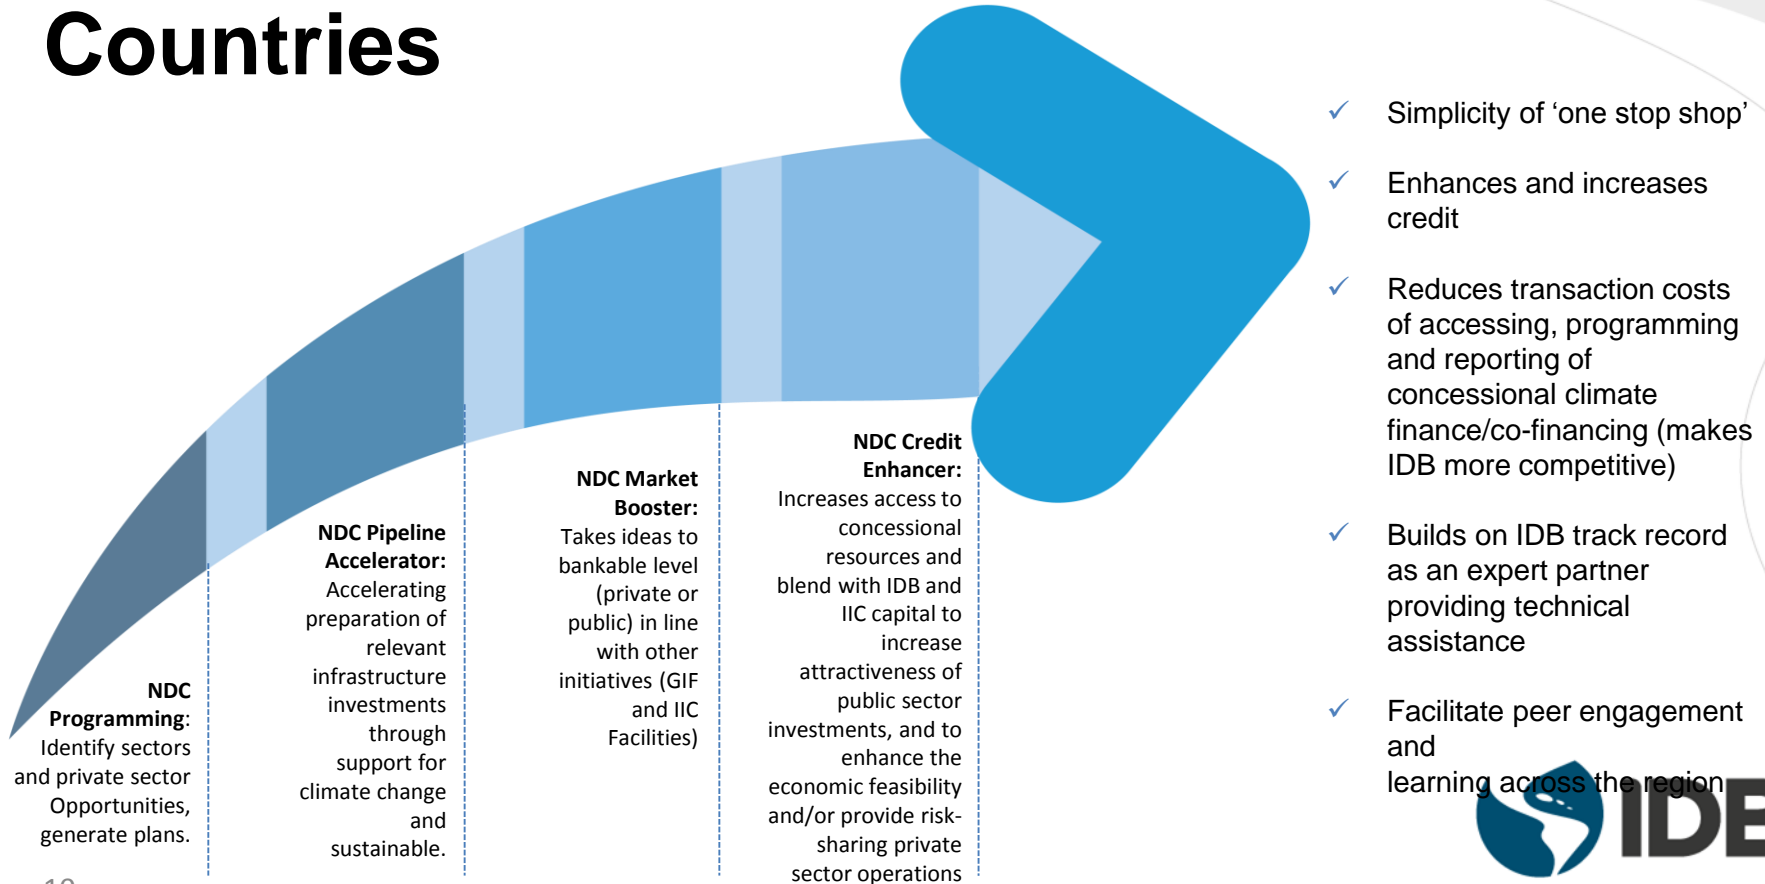 Countries
NDC
Programming:
Identify sectors
and private sector
Opportunities,
generate plans.
NDC Pipeline
Accelerator:
Accelerating
preparation of
relevant
infrastructure
investments
through
support for
climate change
and
sustainable.
NDC Market
Booster:
Takes ideas to
bankable level
(private or
public) in line
with other
initiatives (GIF
and IIC
Facilities)
NDC Credit
Enhancer:
Increases access to
concessional
resources and
blend with IDB and
IIC capital to
increase
attractiveness of
public sector
investments, and to
enhance the
economic feasibility
and/or provide risk-
sharing private
sector operations
✓ Simplicity of ‘one stop shop’
✓ Enhances and increases
credit
✓ Reduces transaction costs
of accessing, programming
and reporting of
concessional climate
finance/co-financing (makes
IDB more competitive)
✓ Builds on IDB track record
as an expert partner
providing technical
assistance
✓ Facilitate peer engagement
and
learning across the region
IDB